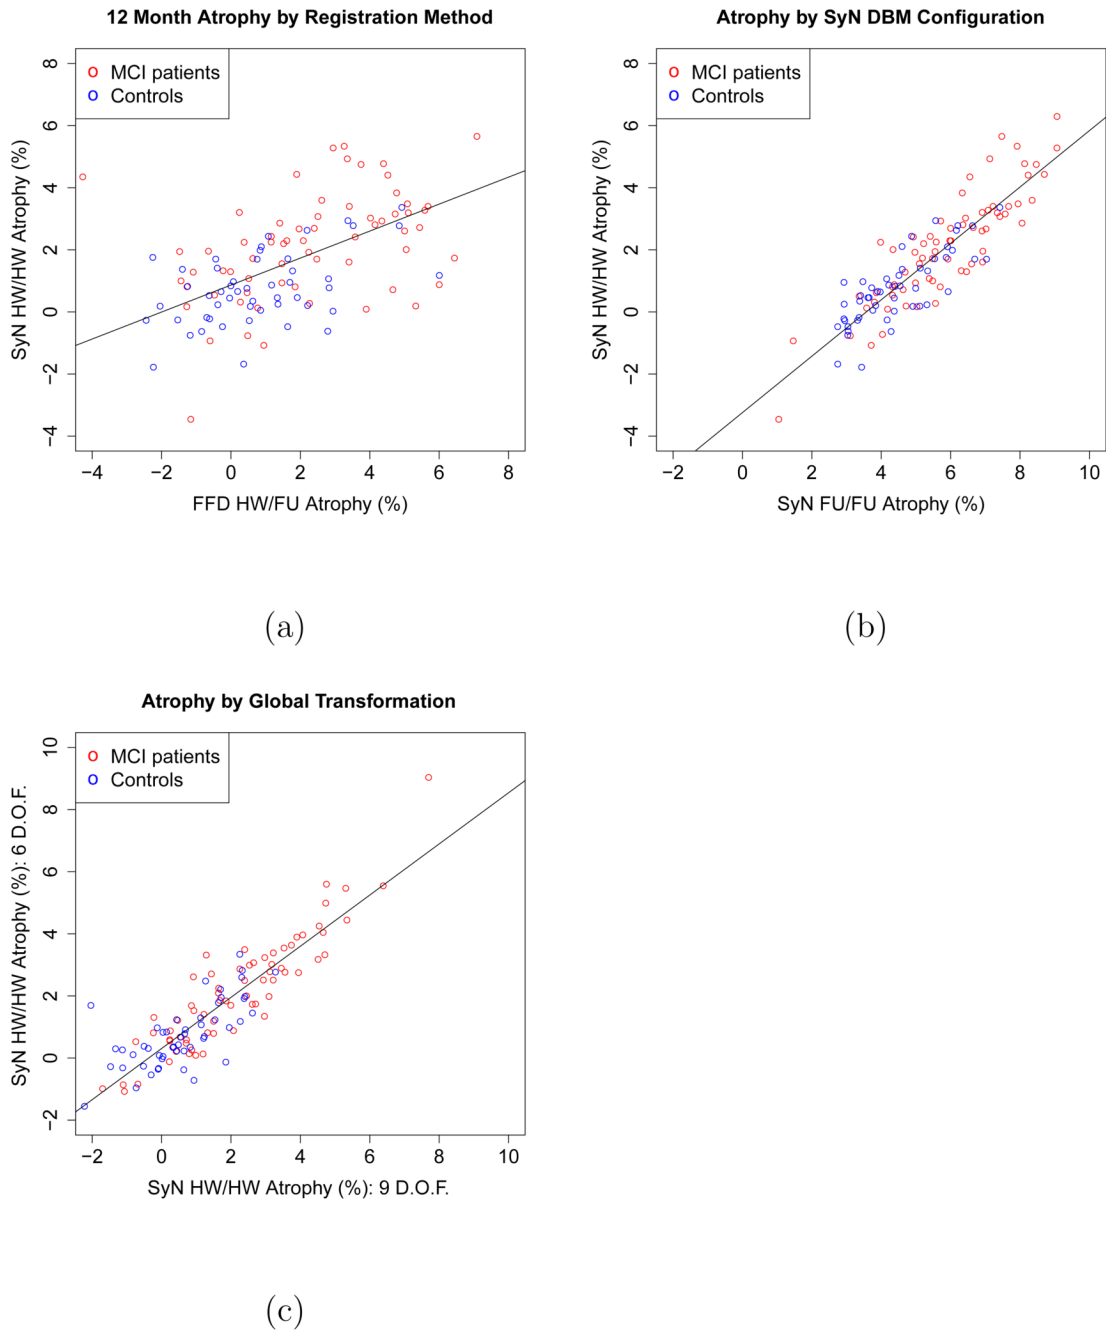 12 Month Atrophy by Registration Method
MCI patients
Controls
SyN HW/HW Atrophy (%)
8
6
4
2
0
−2
−4
−4 −2 0 2 4 6 8
FFD HW/FU Atrophy (%)
(a)
Atrophy by SyN DBM Configuration
MCI patients
Controls
SyN HW/HW Atrophy (%)
8
6
4
2
0
−2
−4
−2 0 2 4 6 8 10
SyN FU/FU Atrophy (%)
(b)
Atrophy by Global Transformation
MCI patients
Controls
SyN HW/HW Atrophy (%): 6 D.O.F.
10
8
6
4
2
0
−2
−2 0 2 4 6 8 10
SyN HW/HW Atrophy (%): 9 D.O.F.
(c)